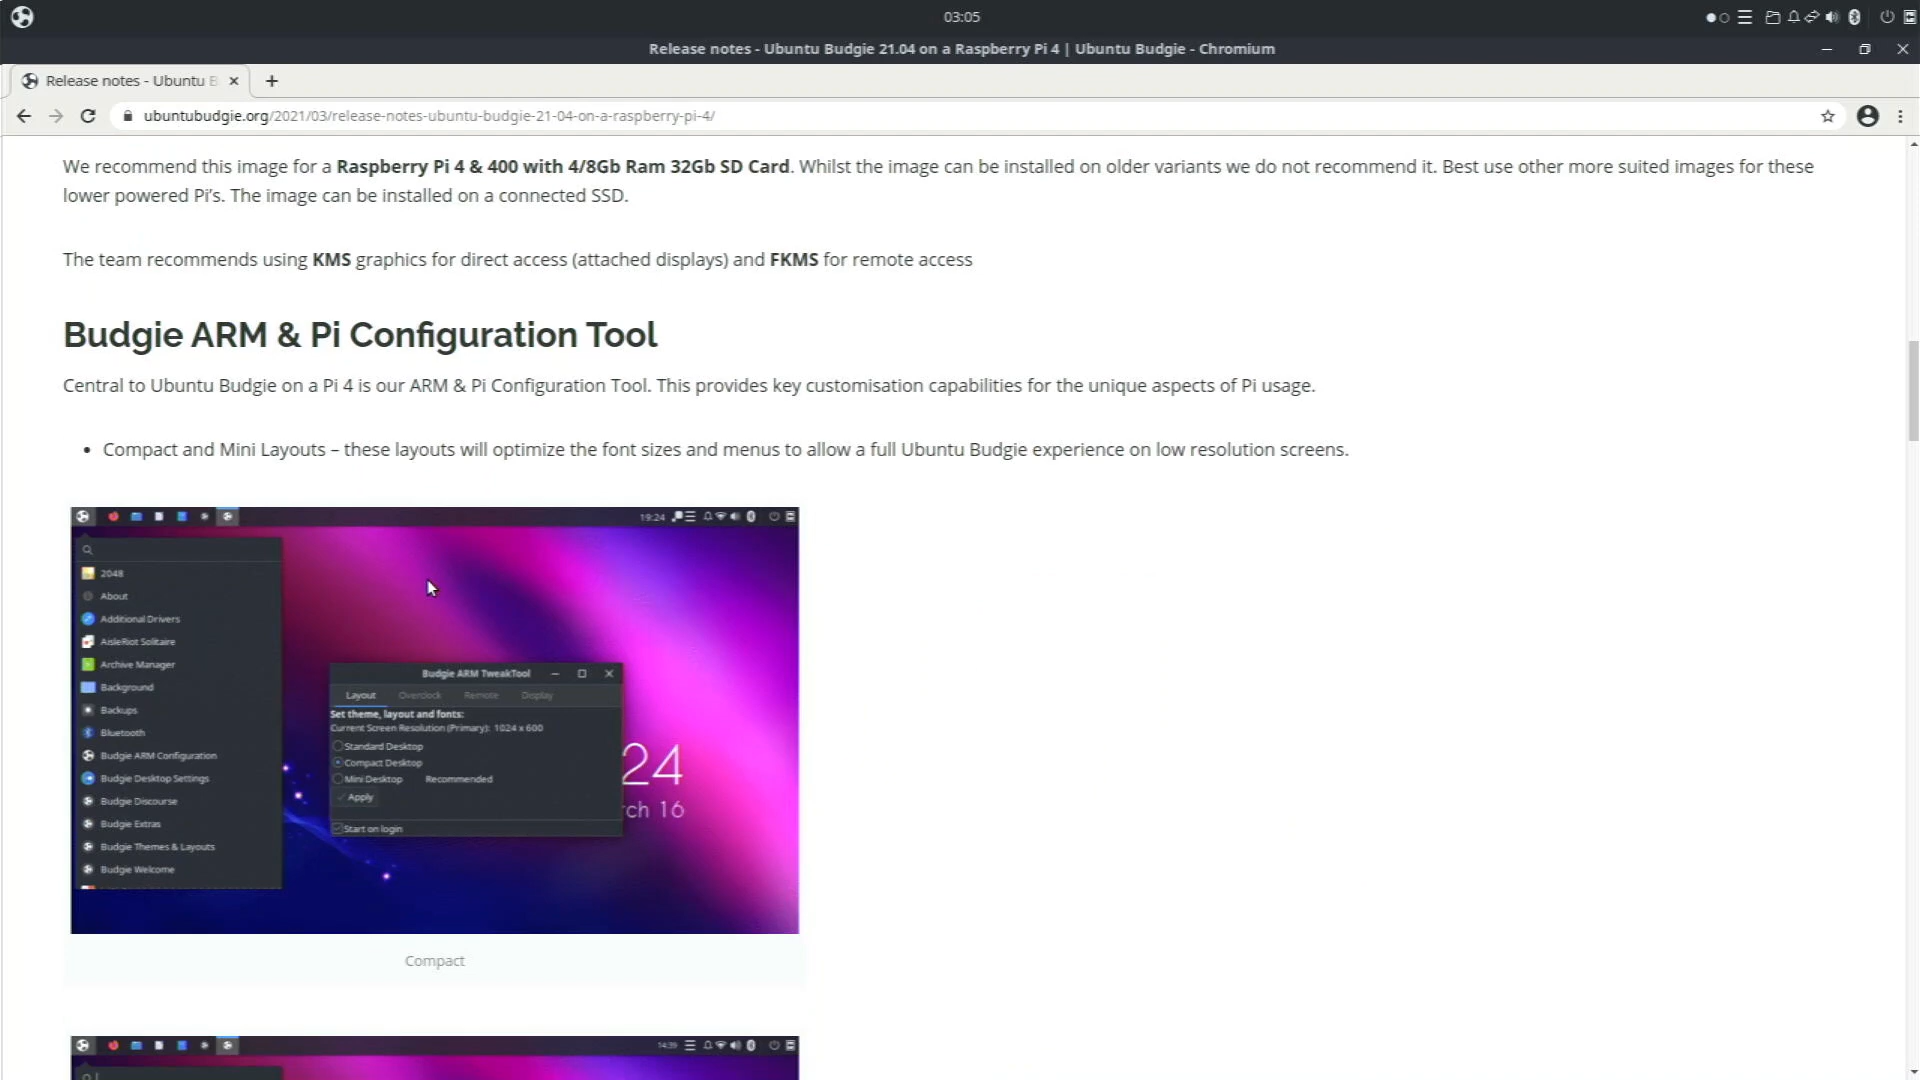 03:05
Release notes - Ubuntu Budgie 21.04 on a Raspberry Pi 4 | Ubuntu Budgie - Chromium
Release notes - Ubuntu B
ubuntubudgie.org/2021/03/release-notes-ubuntu-budgie-21-04-on-a-raspberry-pi-4/
We recommend this image for a Raspberry Pi 4 & 400 with 4/8Gb Ram 32Gb SD Card. Whilst the image can be installed on older variants we do not recommend it. Best use other more suited images for these
lower powered Pi’s. The image can be installed on a connected SSD.
The team recommends using KMS graphics for direct access (attached displays) and FKMS for remote access
Budgie ARM & Pi Configuration Tool
Central to Ubuntu Budgie on a Pi 4 is our ARM & Pi Configuration Tool. This provides key customisation capabilities for the unique aspects of Pi usage.
• Compact and Mini Layouts – these layouts will optimize the font sizes and menus to allow a full Ubuntu Budgie experience on low resolution screens.
19:24
2048
About
Additional Drivers
AisleRiot Solitaire
Archive Manager
Background
Backups
Bluetooth
Budgie ARM Configuration
Budgie Desktop Settings
Budgie Discourse
Budgie Extras
Budgie Themes & Layouts
Budgie Welcome
Budgie ARM TweakTool
Layout Overclock Remote Display
Set theme, layout and fonts:
Current Screen Resolution (Primary): 1024 x 600
Standard Desktop
Compact Desktop
Mini Desktop Recommended
Apply
Start on login
24
rch 16
Compact
14:39